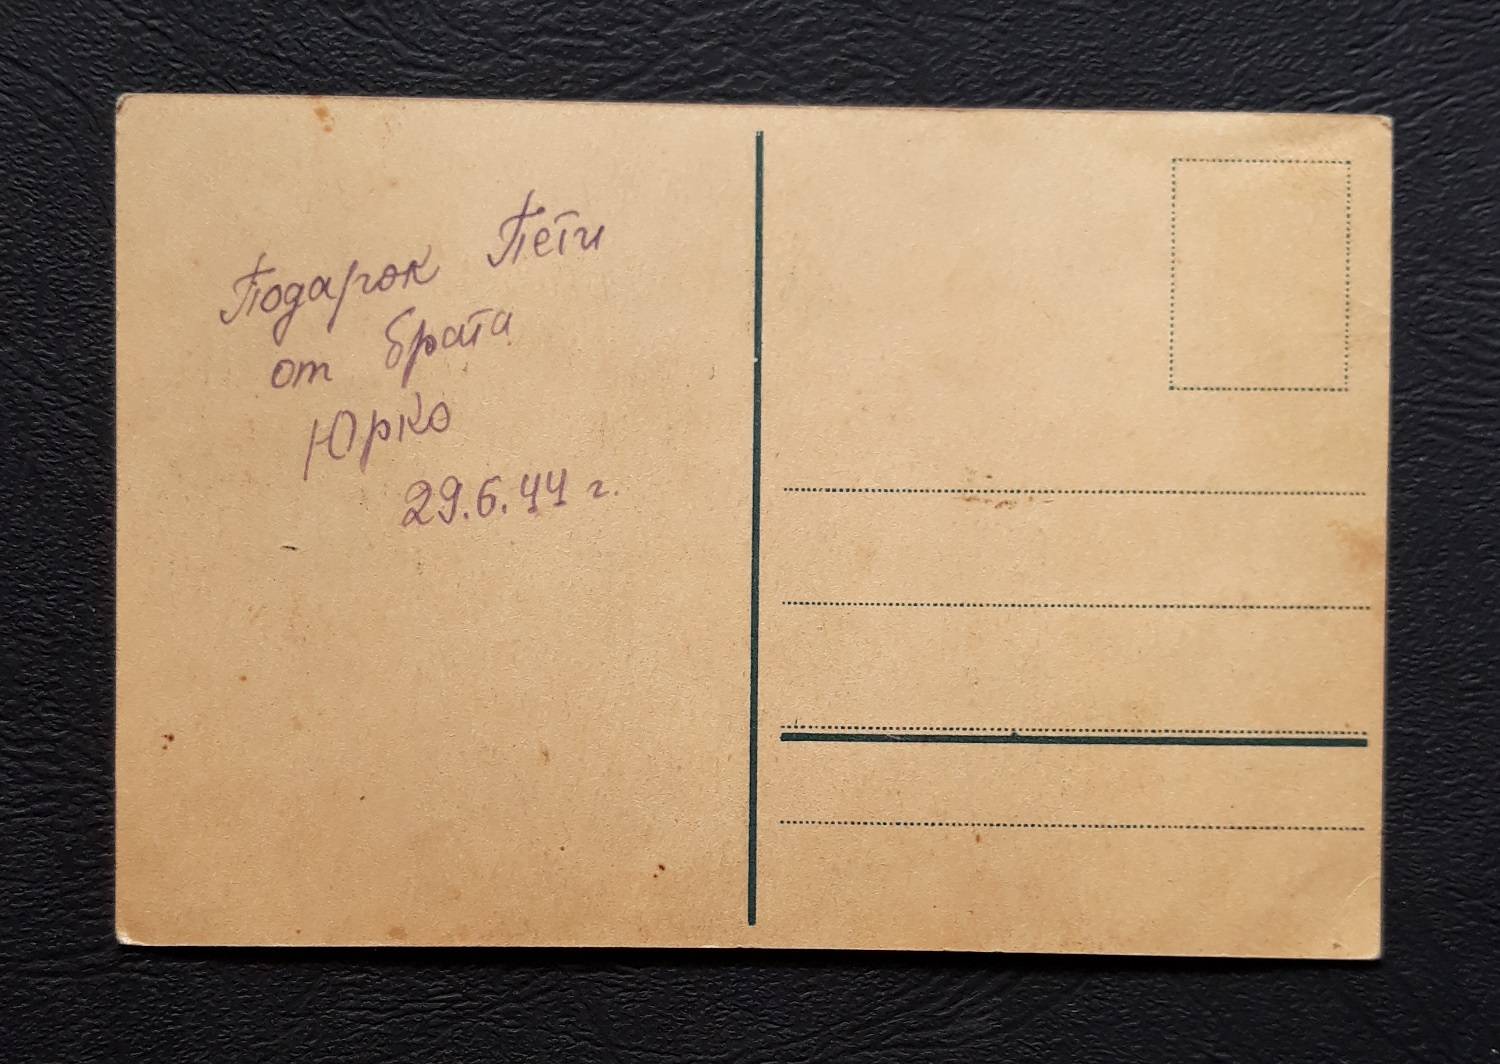 Подарок Пети
от брата
Юрко
29.6.44 г.